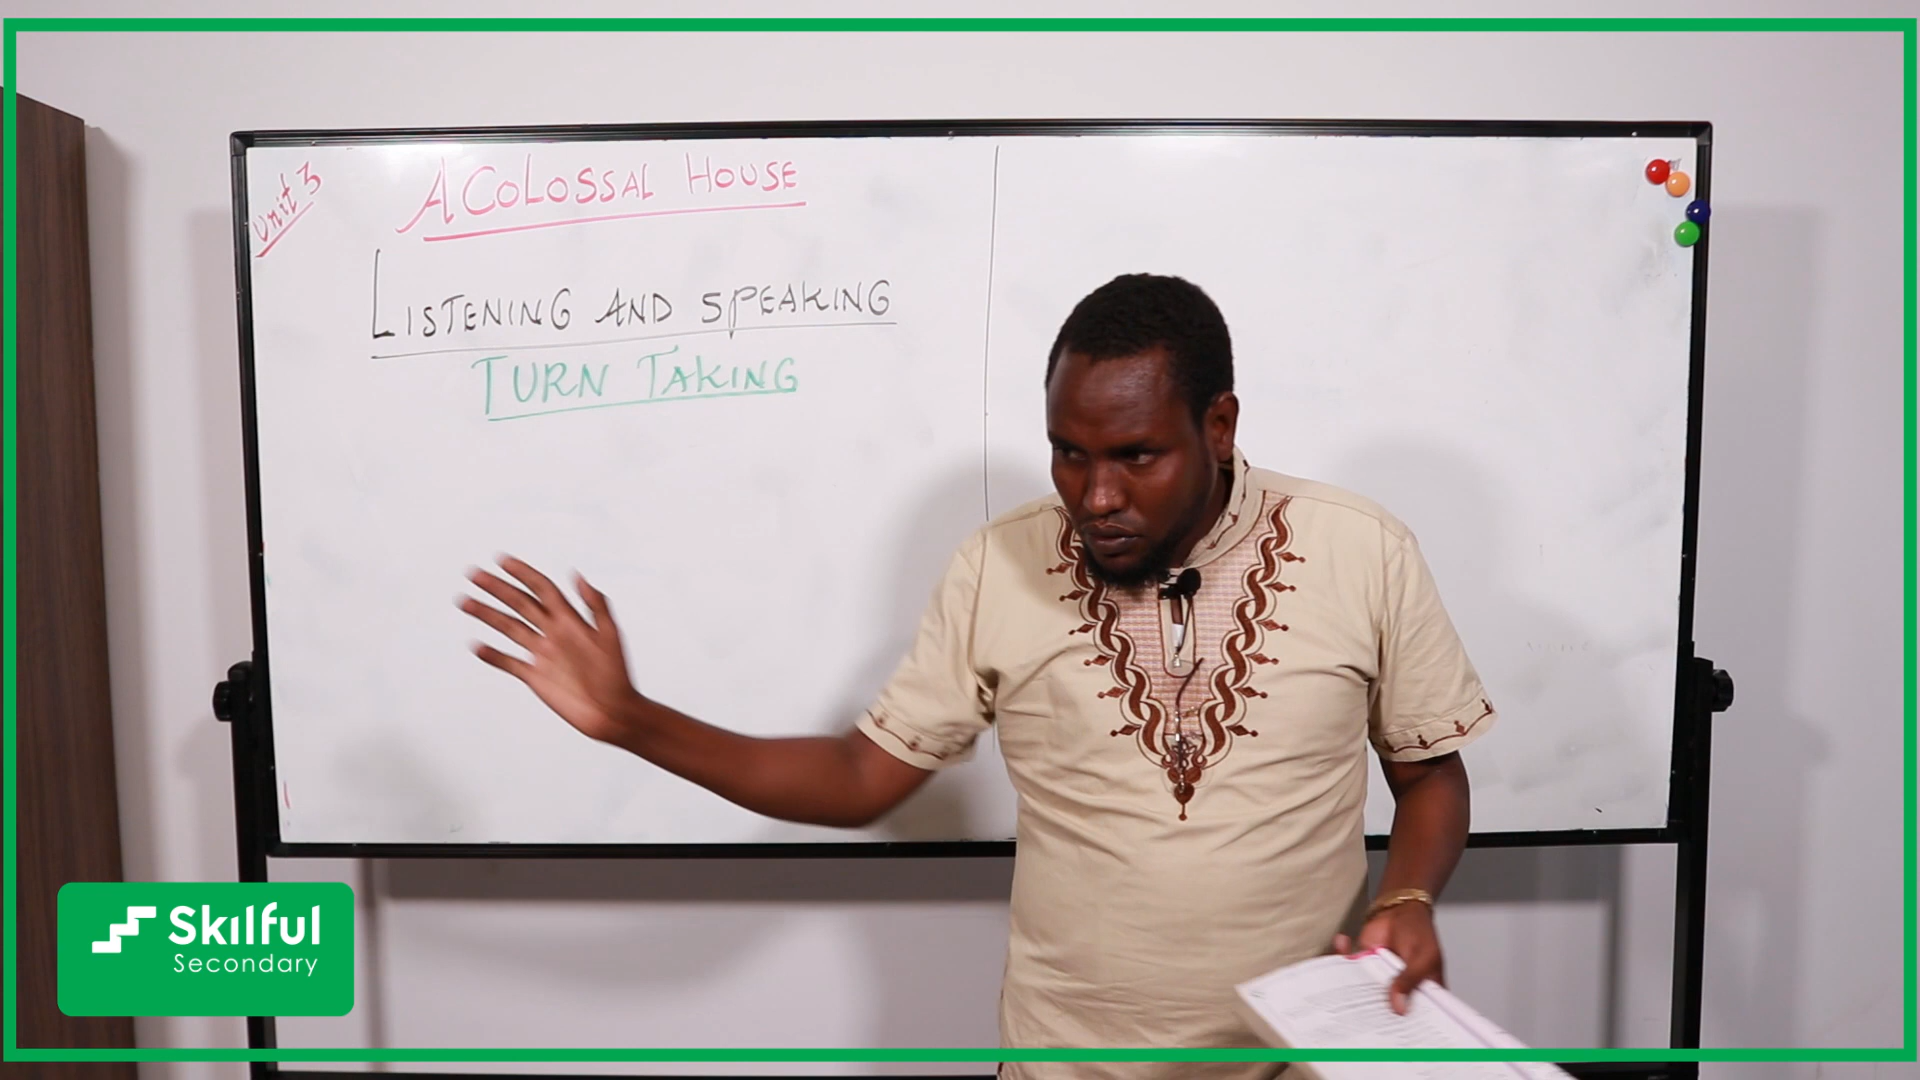 Unit 3
A COLOSSAL HOUSE
LISTENING AND SPEAKING
TURN TAKING
Skilful
Secondary